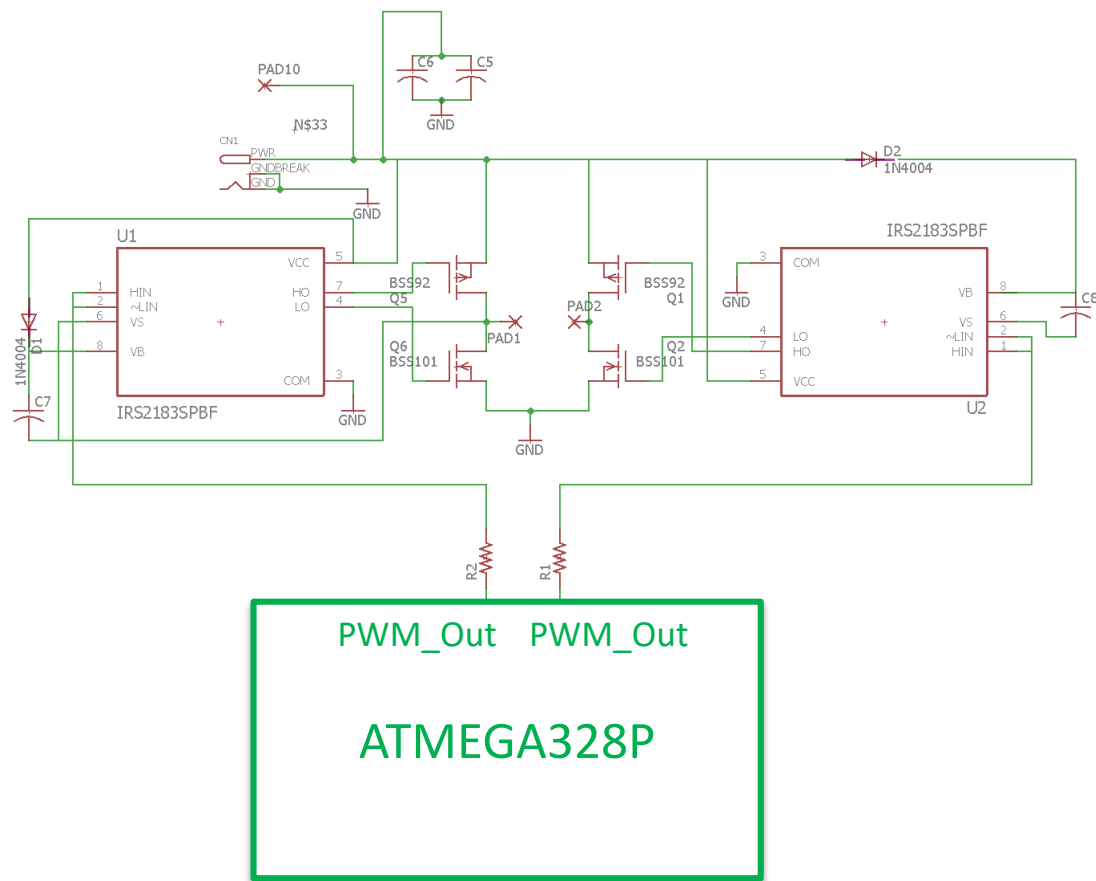 C6
C5
PAD10
GND
N$33
CN1
PWR
GNDBREAK
GND
GND
D2
1N4004
U1
IRS2183SPBF
VCC
5
HO
7
LO
4
1
HIN
2
~LIN
6
VS
8
VB
COM
3
IRS2183SPBF
GND
D1
1N4004
C7
BSS92
Q5
PAD1
Q6
BSS101
PAD2
BSS92
Q1
Q2
BSS101
GND
3
COM
GND
VB
8
VS
6
~LIN
2
HIN
1
4
LO
7
HO
5
VCC
U2
C8
R2
R1
PWM_Out
PWM_Out
ATMEGA328P